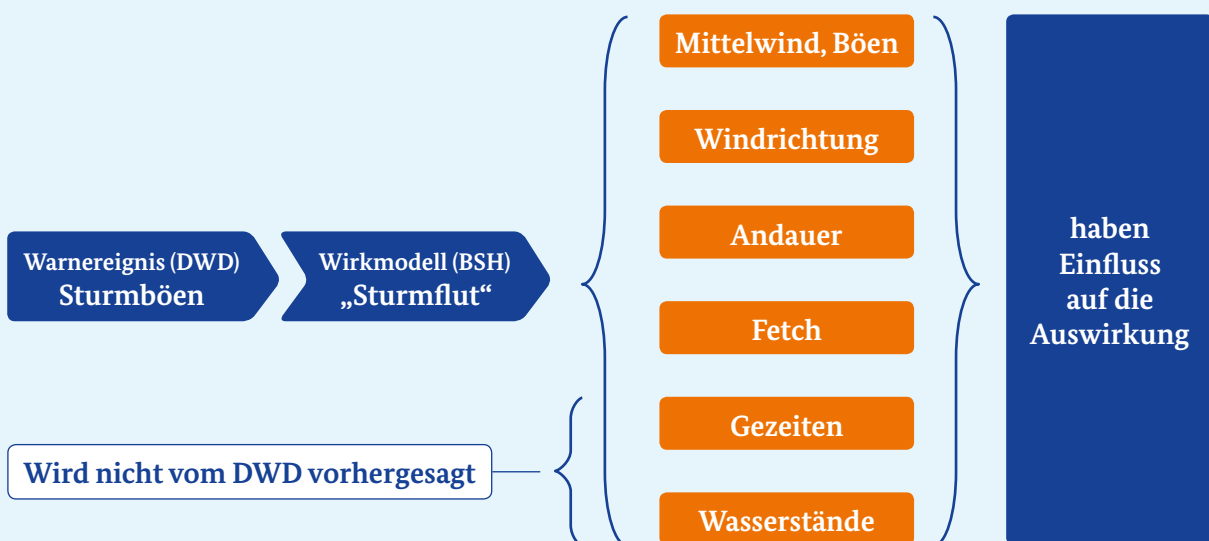 Warnereignis (DWD)
Sturmböen
Wirkmodell (BSH)
„Sturmflut“
Wird nicht vom DWD vorhergesagt
Mittelwind, Böen
Windrichtung
Andauer
Fetch
Gezeiten
Wasserstände
haben
Einfluss
auf die
Auswirkung